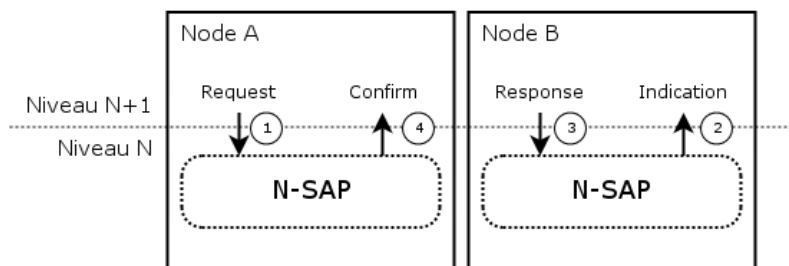 Node A
Node B
Request
Confirm
Response
Indication
Niveau N+1
1
4
3
2
Niveau N
N-SAP
N-SAP